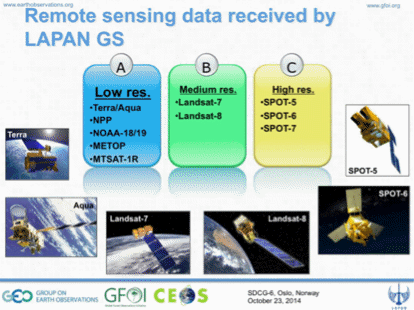 www.earthobservations.org
www.gfoi.org
Remote sensing data received by
LAPAN GS
A
B
C
Low res.
•Terra/Aqua
•NPP
•NOAA-18/19
•METOP
•MTSAT-1R
Medium res.
•Landsat-7
•Landsat-8
High res.
•SPOT-5
•SPOT-6
•SPOT-7
Terra
SPOT-5
Aqua
Landsat-7
Landsat-8
SPOT-6
GEO GROUP ON
EARTH OBSERVATIONS
GFOI
CEOS
SDCG-6, Oslo, Norway
October 23, 2014
LAPAN